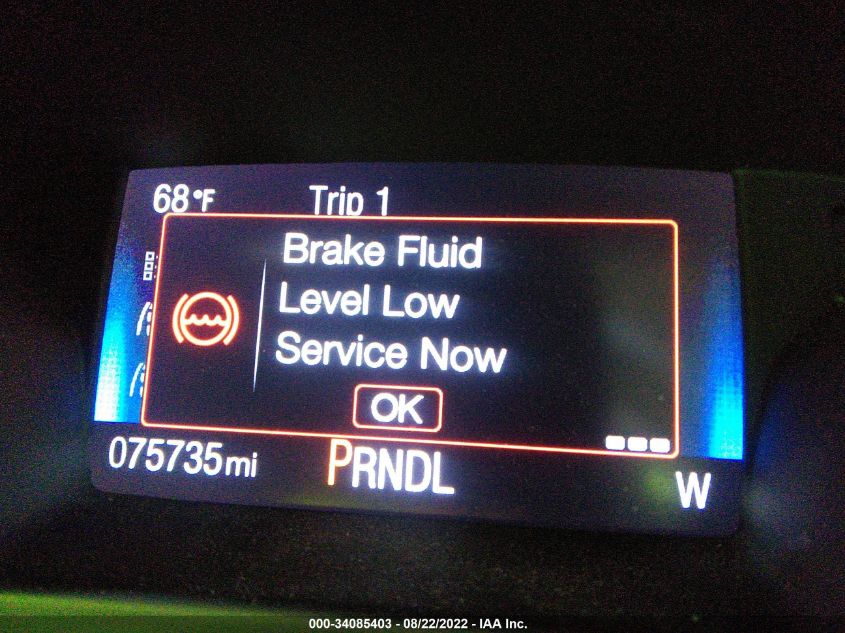 68°F Trip 1
Brake Fluid
Level Low
Service Now
OK
075735mi PRNDL W
000-34085403 - 08/22/2022 - IAA Inc.